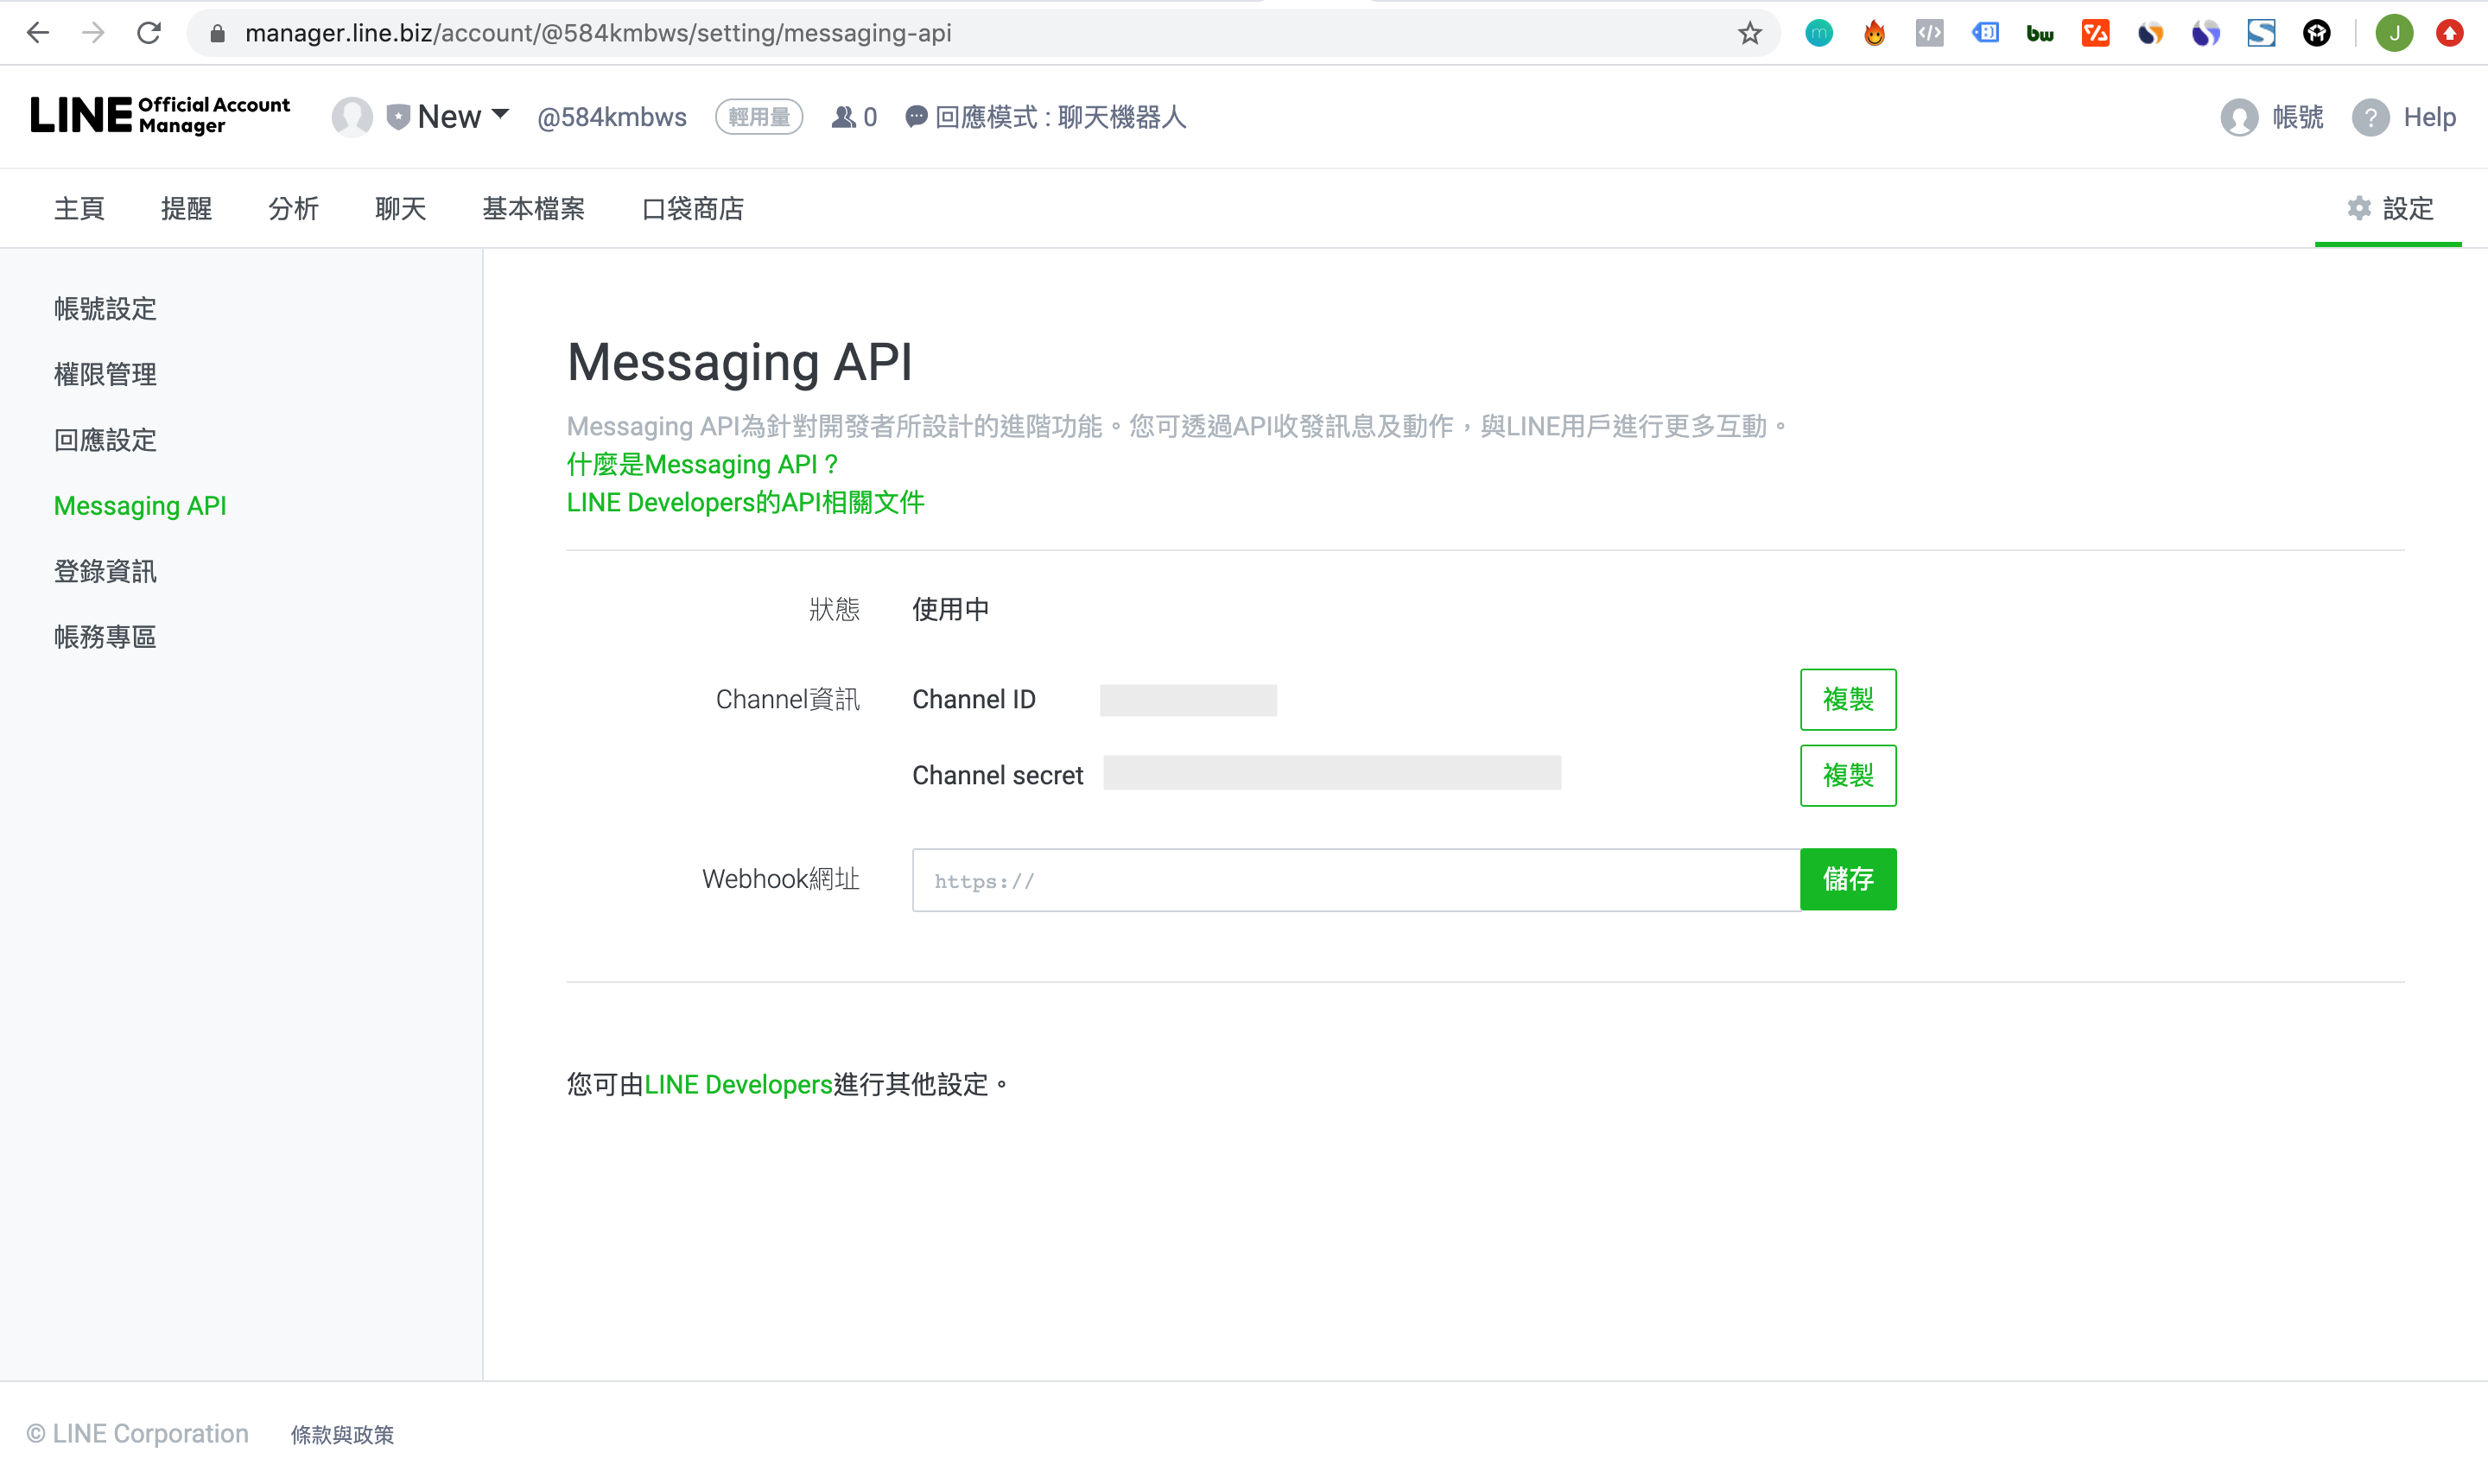 manager.line.biz/account/@584kmbws/setting/messaging-api
LINE Official Account Manager
New @584kmbws 輕用量 0 回應模式 : 聊天機器人 帳號 ? Help
主頁 提醒 分析 聊天 基本檔案 口袋商店 設定
帳號設定
權限管理
回應設定
Messaging API
登錄資訊
帳務專區
Messaging API
Messaging API為針對開發者所設計的進階功能。您可透過API收發訊息及動作，與LINE用戶進行更多互動。
什麼是Messaging API？
LINE Developers的API相關文件
狀態 使用中
Channel資訊 Channel ID 複製
Channel secret 複製
Webhook網址 https:// 儲存
您可由LINE Developers進行其他設定。
© LINE Corporation 條款與政策